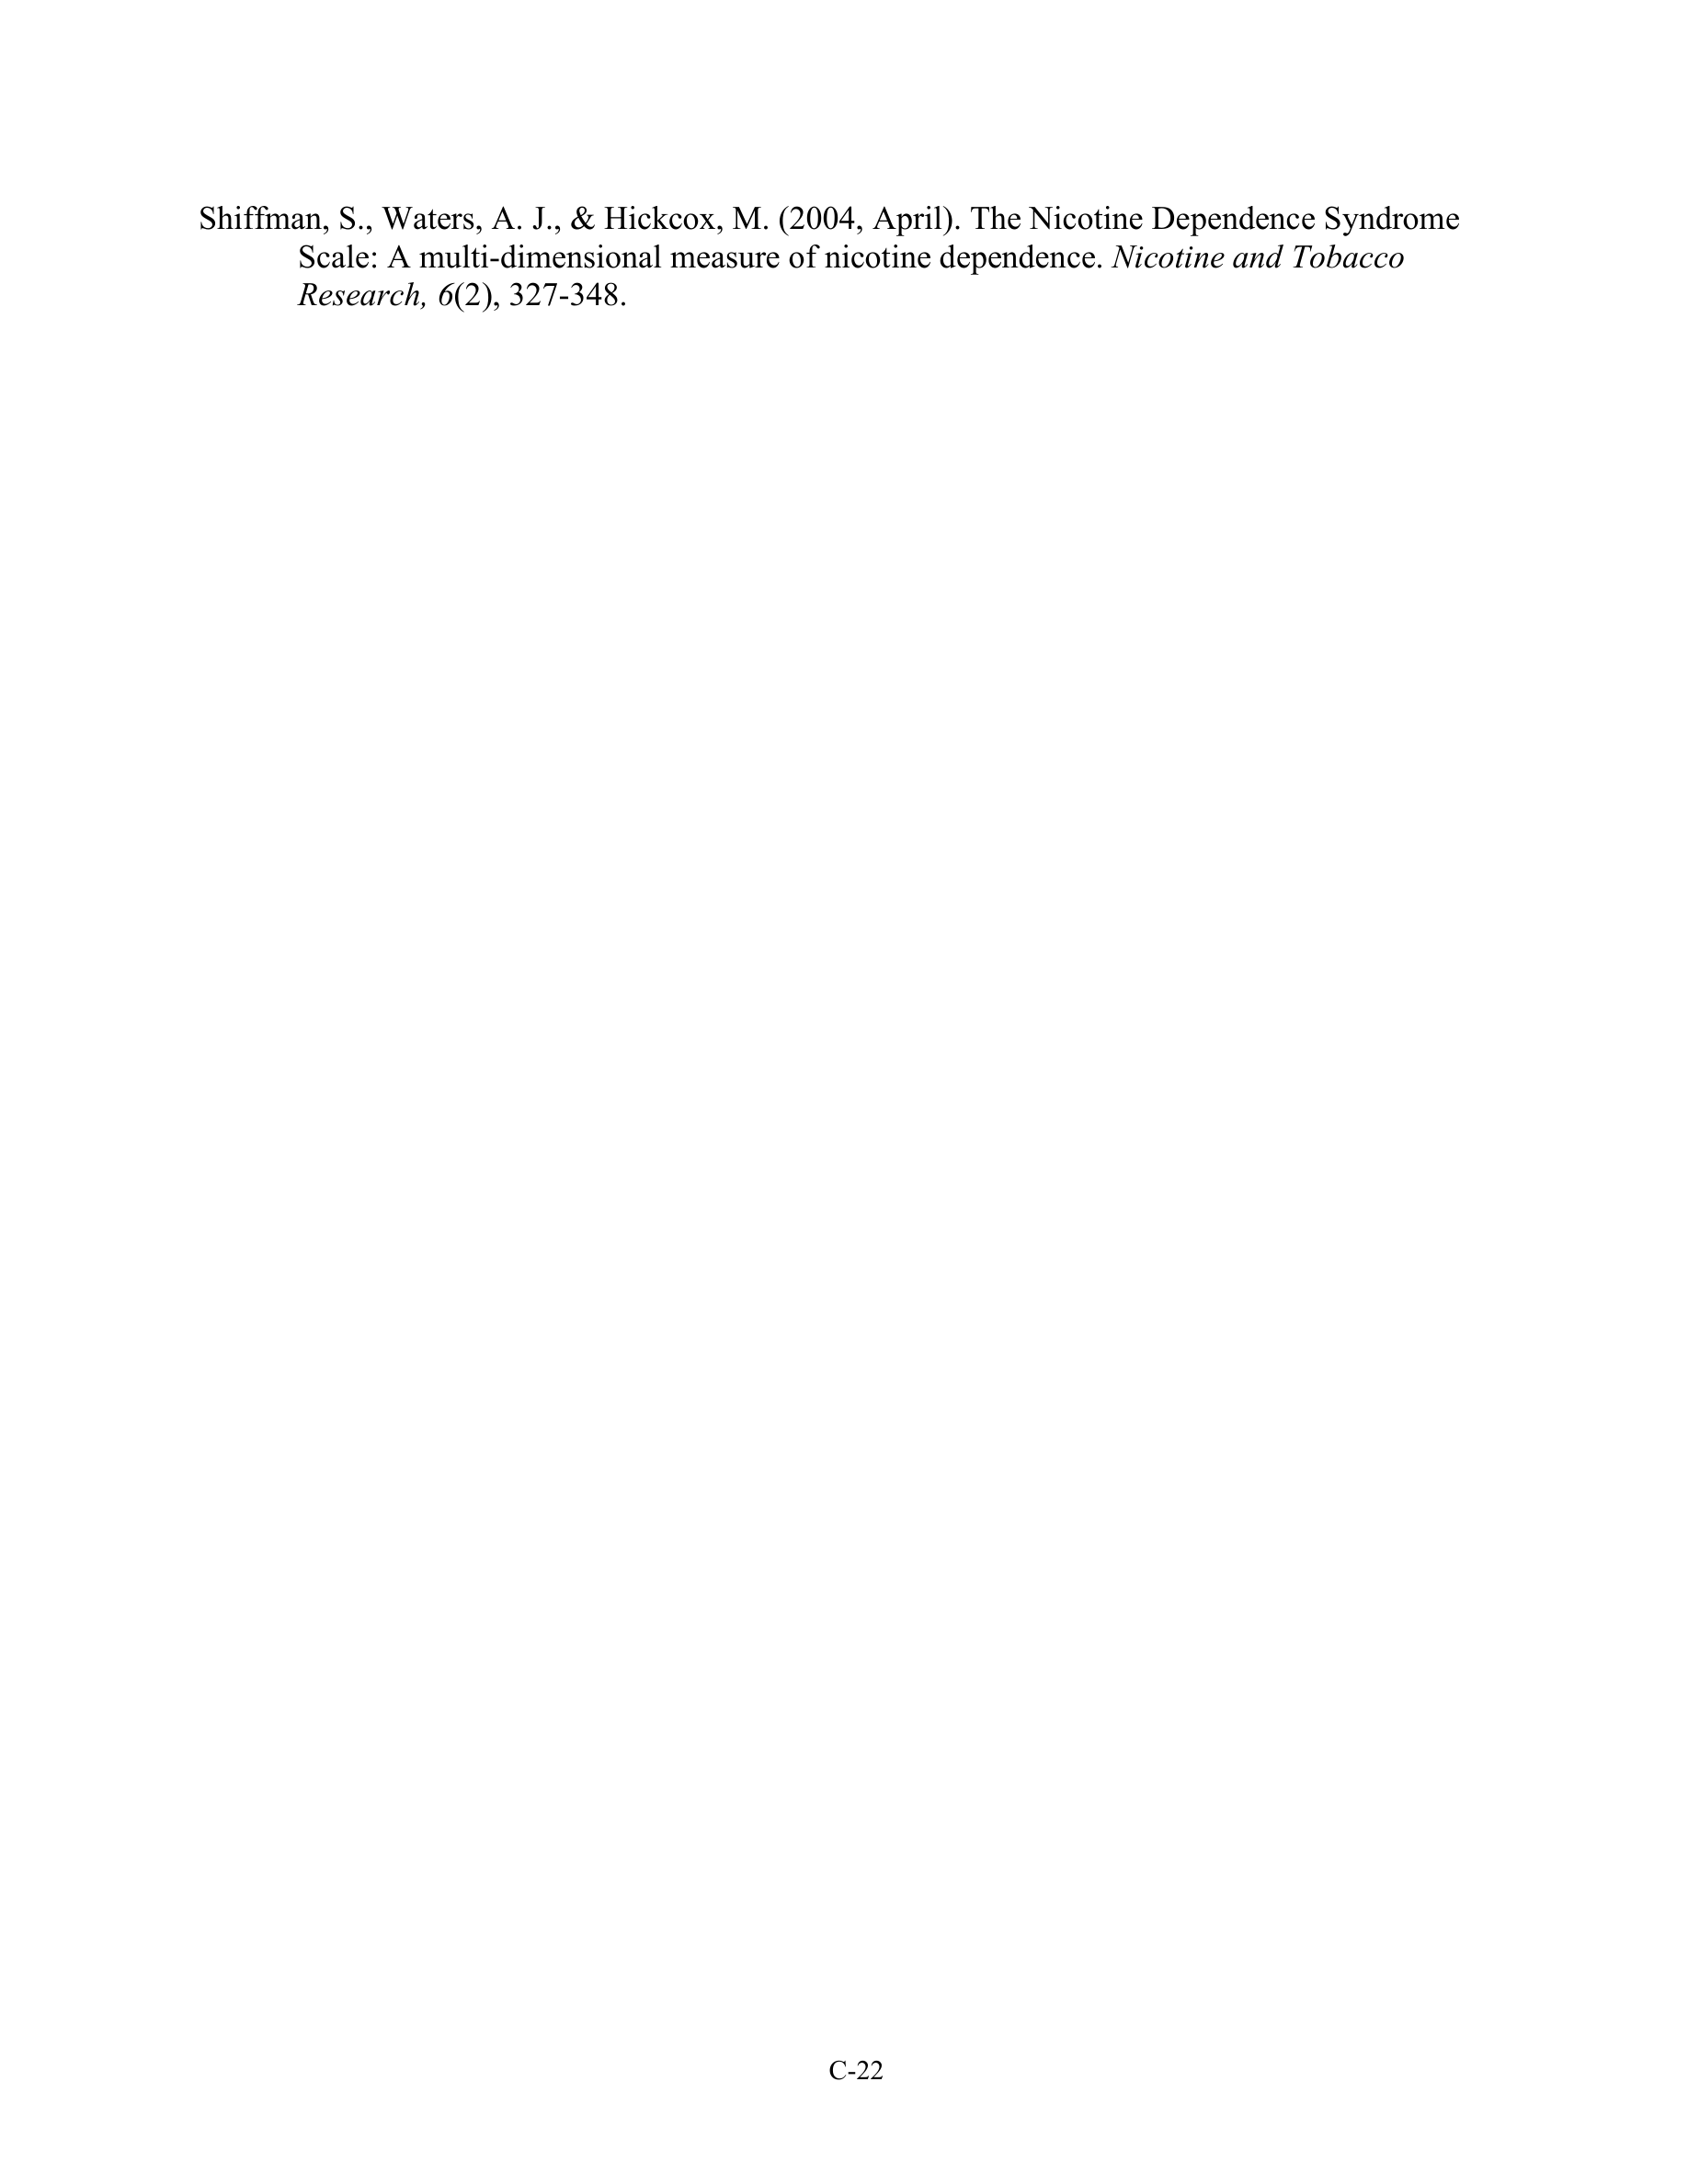 Shiffman, S., Waters, A. J., & Hickcox, M. (2004, April). The Nicotine Dependence Syndrome
Scale: A multi-dimensional measure of nicotine dependence. Nicotine and Tobacco
Research, 6(2), 327-348.
C-22